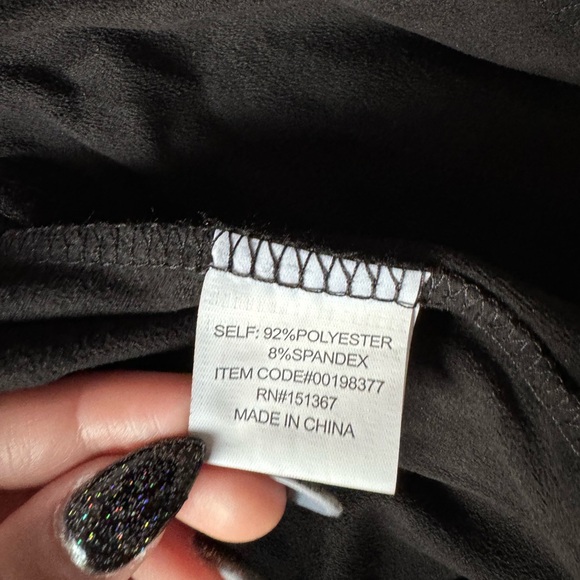 SELF: 92%POLYESTER
8%SPANDEX
ITEM CODE#00198377
RN#151367
MADE IN CHINA